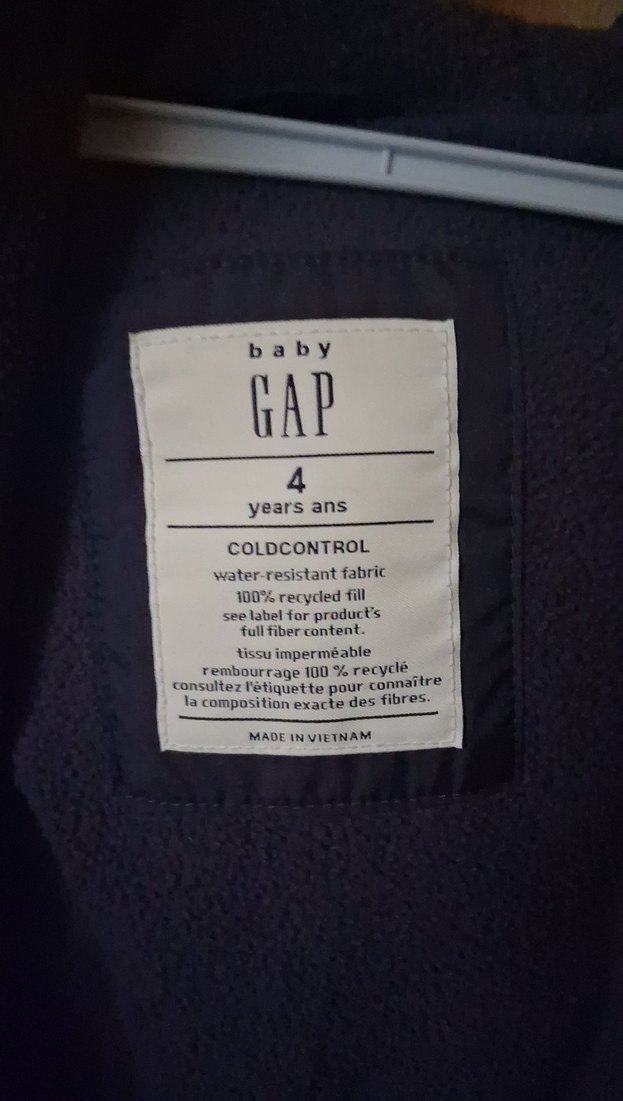 baby
GAP
4
years ans
COLDCONTROL
water-resistant fabric
100% recycled fill
see label for product's
full fiber content.
tissu imperméable
rembourrage 100 % recyclé
consultez l'étiquette pour connaître
la composition exacte des fibres.
MADE IN VIETNAM